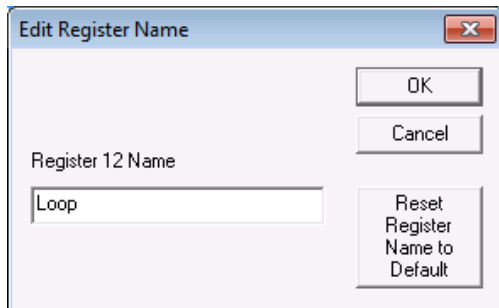 Edit Register Name
OK
Cancel
Register 12 Name
Loop
Reset
Register
Name to
Default